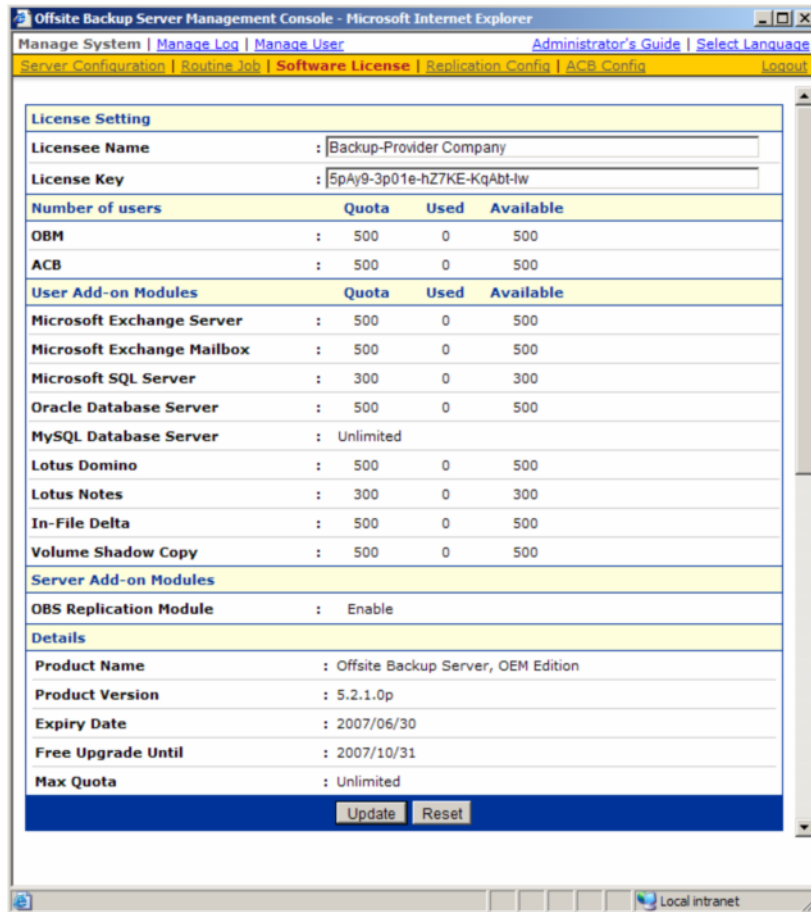 Offsite Backup Server Management Console - Microsoft Internet Explorer
Manage System | Manage Log | Manage User Administrator's Guide | Select Language
Server Configuration | Routine Job | Software License | Replication Config | ACB Config Logout
License Setting
Licensee Name : Backup-Provider Company
License Key : 5pAy9-3p01e-hZ7KE-KqAbt-Iw
Number of users Quota Used Available
OBM : 500 0 500
ACB : 500 0 500
User Add-on Modules Quota Used Available
Microsoft Exchange Server : 500 0 500
Microsoft Exchange Mailbox : 500 0 500
Microsoft SQL Server : 300 0 300
Oracle Database Server : 500 0 500
MySQL Database Server : Unlimited
Lotus Domino : 500 0 500
Lotus Notes : 300 0 300
In-File Delta : 500 0 500
Volume Shadow Copy : 500 0 500
Server Add-on Modules
OBS Replication Module : Enable
Details
Product Name : Offsite Backup Server, OEM Edition
Product Version : 5.2.1.0p
Expiry Date : 2007/06/30
Free Upgrade Until : 2007/10/31
Max Quota : Unlimited
Update Reset
Local intranet